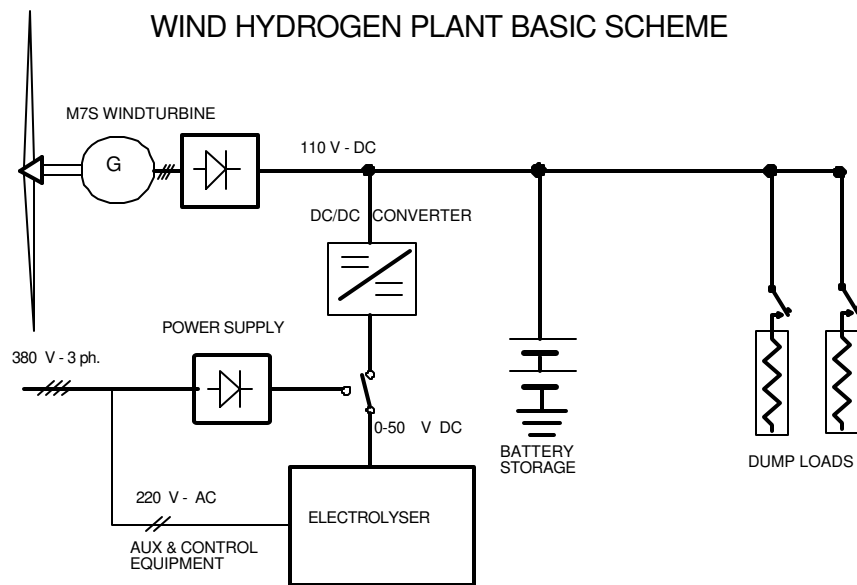 WIND HYDROGEN PLANT BASIC SCHEME
M7S WINDTURBINE
G
110 V - DC
DC/DC CONVERTER
POWER SUPPLY
380 V - 3 ph.
0-50 V DC
BATTERY
STORAGE
DUMP LOADS
220 V - AC
ELECTROLYSER
AUX & CONTROL
EQUIPMENT